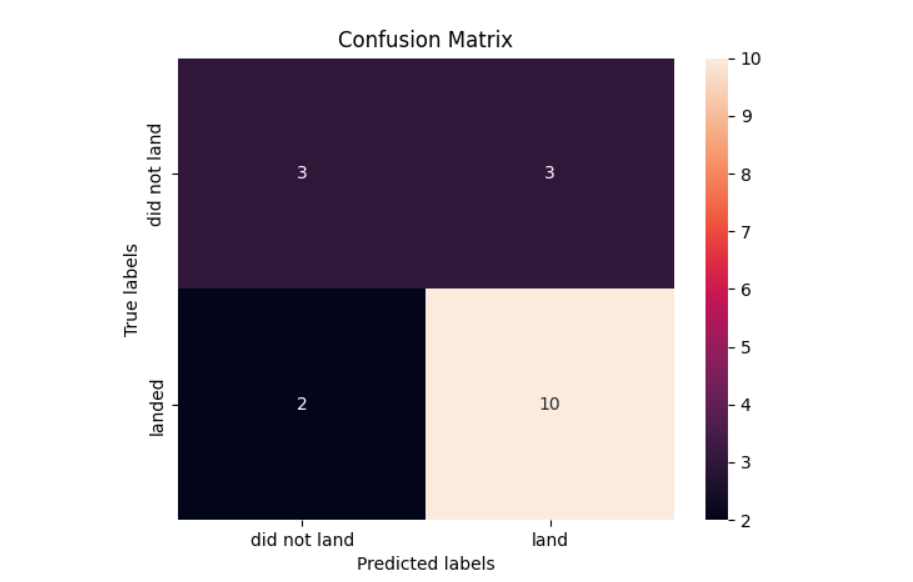 Confusion Matrix
True labels
did not land
landed
3
3
2
10
did not land
land
Predicted labels
10
9
8
7
6
5
4
3
2